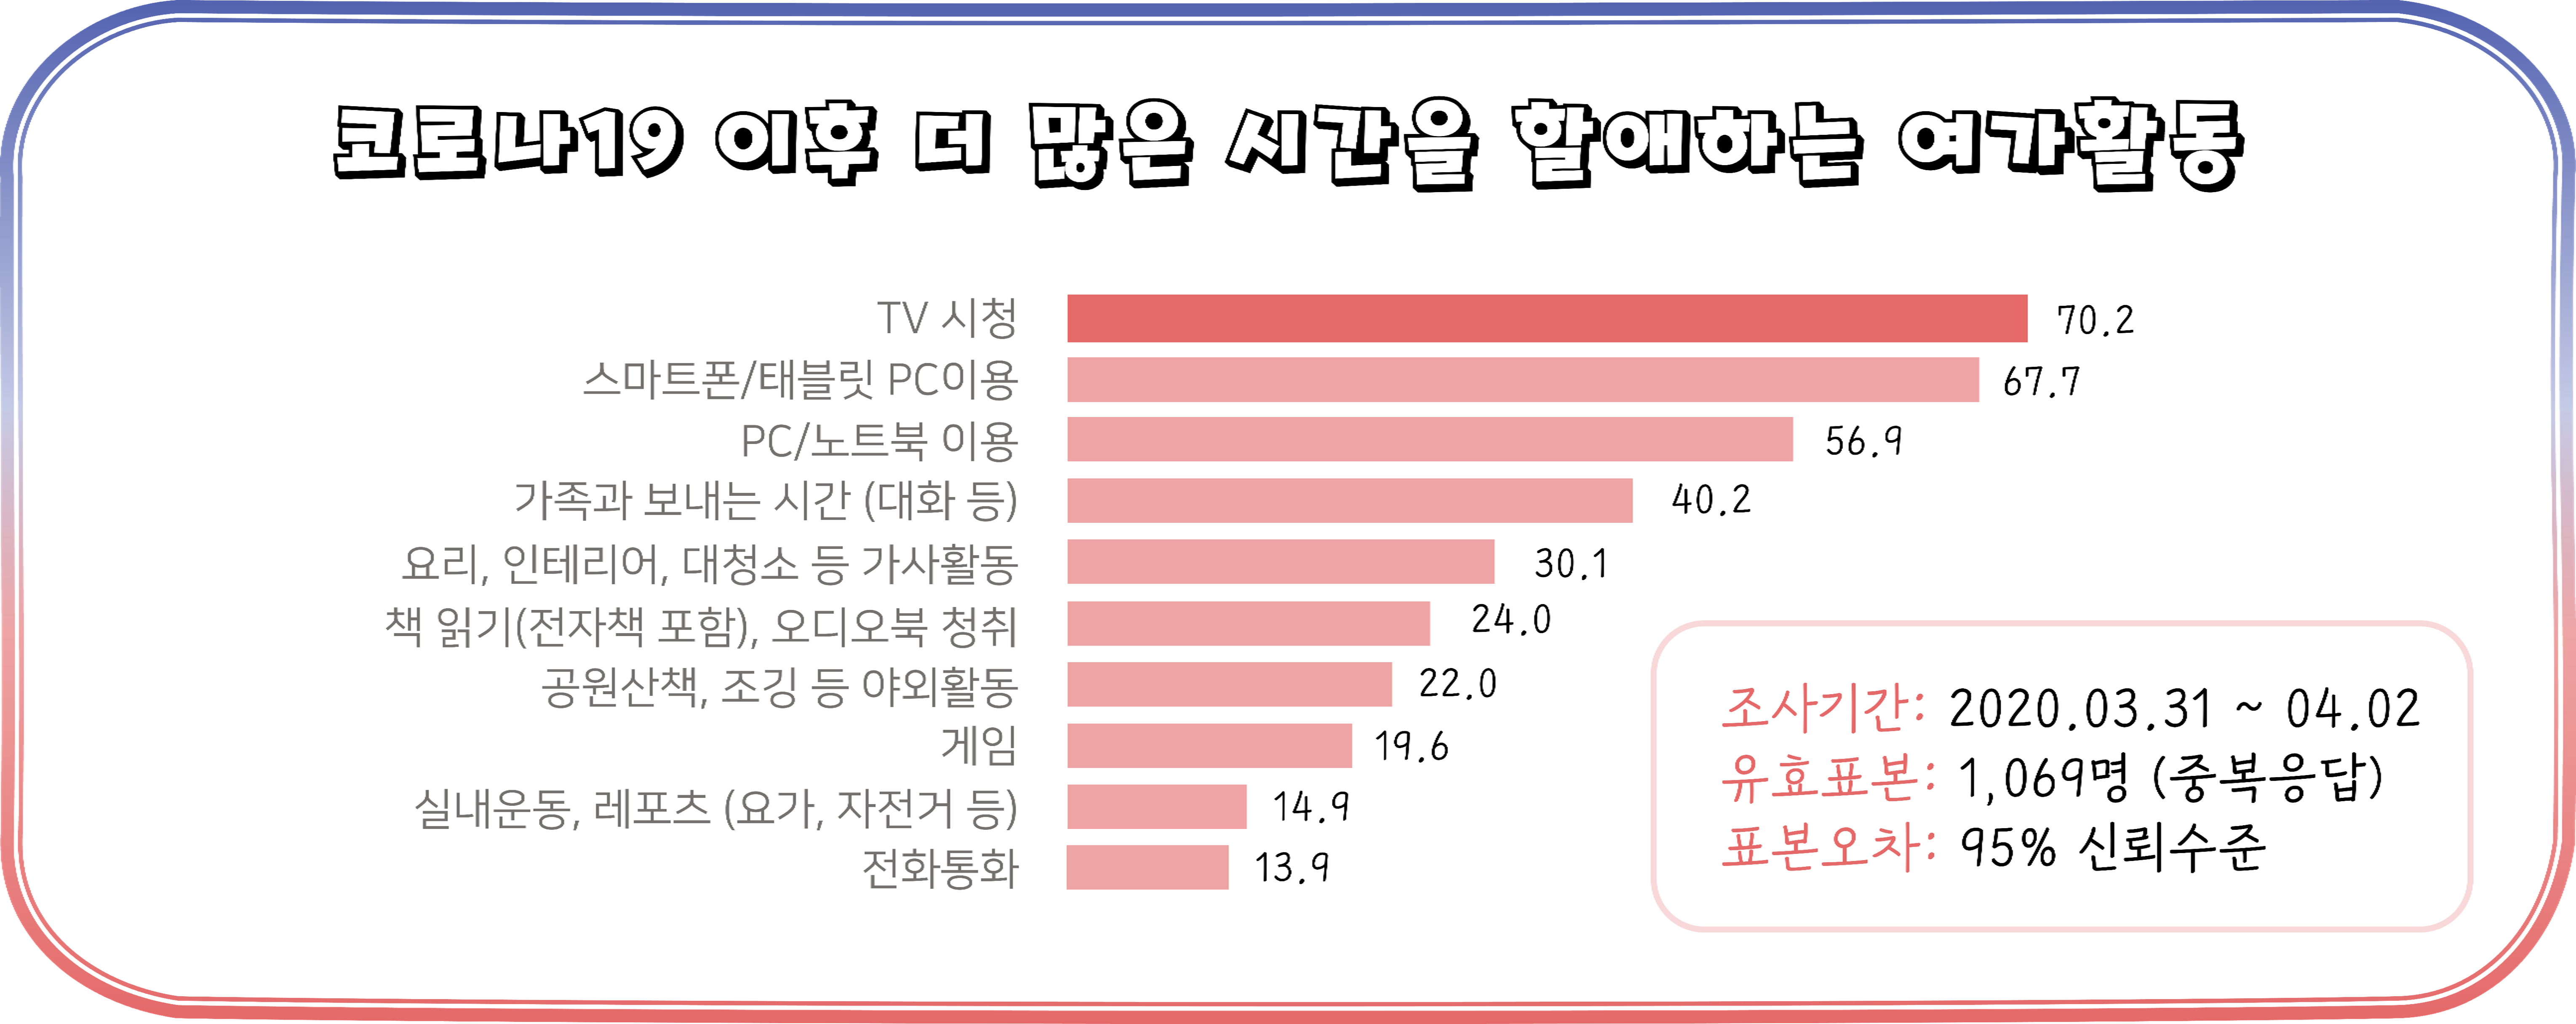 코로나19 이후 더 많은 시간을 할애하는 여가활동
TV 시청 70.2
스마트폰/태블릿 PC이용 67.7
PC/노트북 이용 56.9
가족과 보내는 시간 (대화 등) 40.2
요리, 인테리어, 대청소 등 가사활동 30.1
책 읽기(전자책 포함), 오디오북 청취 24.0
공원산책, 조깅 등 야외활동 22.0
게임 19.6
실내운동, 레포츠 (요가, 자전거 등) 14.9
전화통화 13.9
조사기간: 2020.03.31 ~ 04.02
유효표본: 1,069명 (중복응답)
표본오차: 95% 신뢰수준